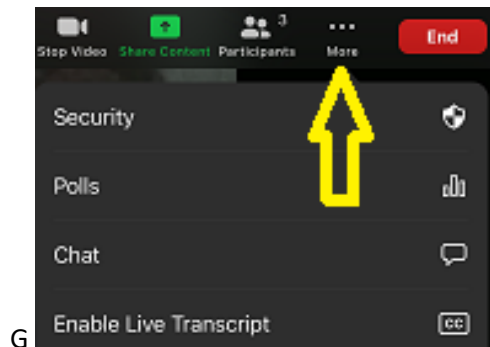 3
Stop Video Share Content Participants More End
Security
Polls
Chat
Enable Live Transcript CC
G